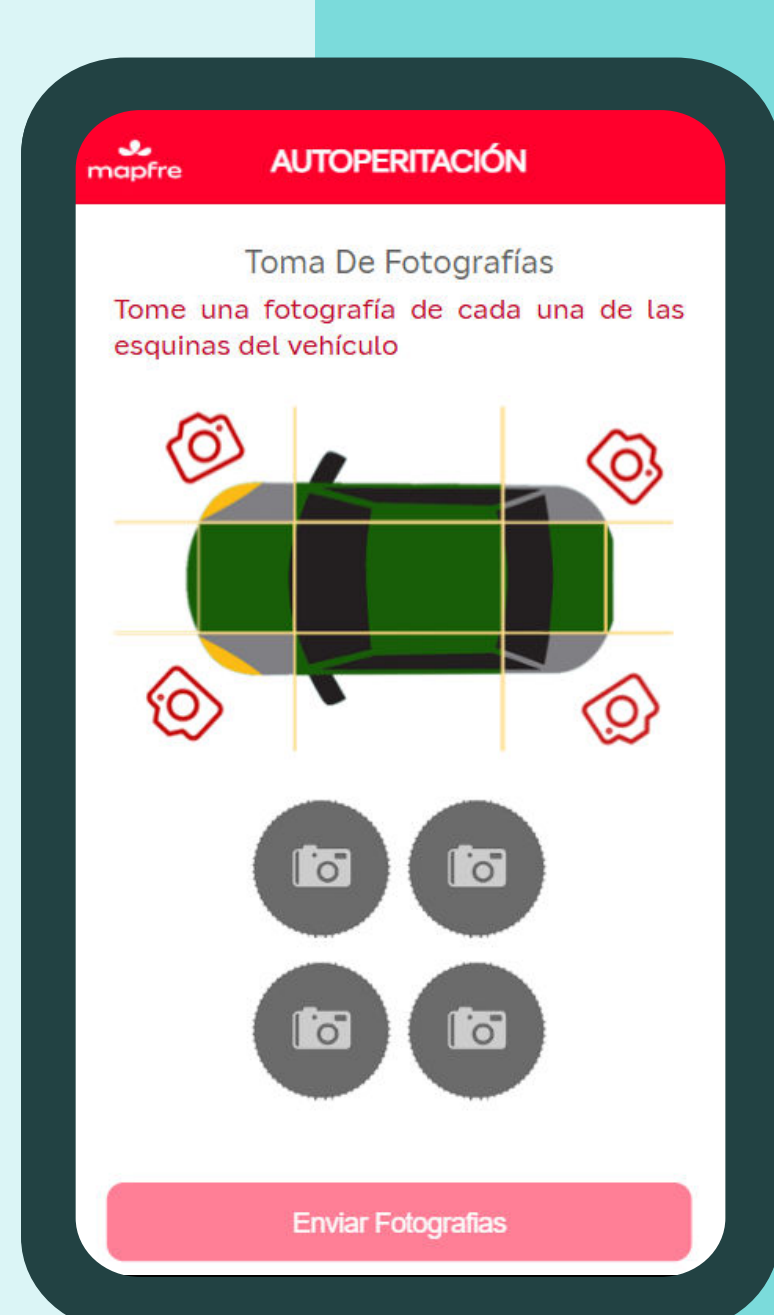 mapfre
AUTOPERITACIÓN
Toma De Fotografías
Tome una fotografía de cada una de las
esquinas del vehículo
Enviar Fotografias